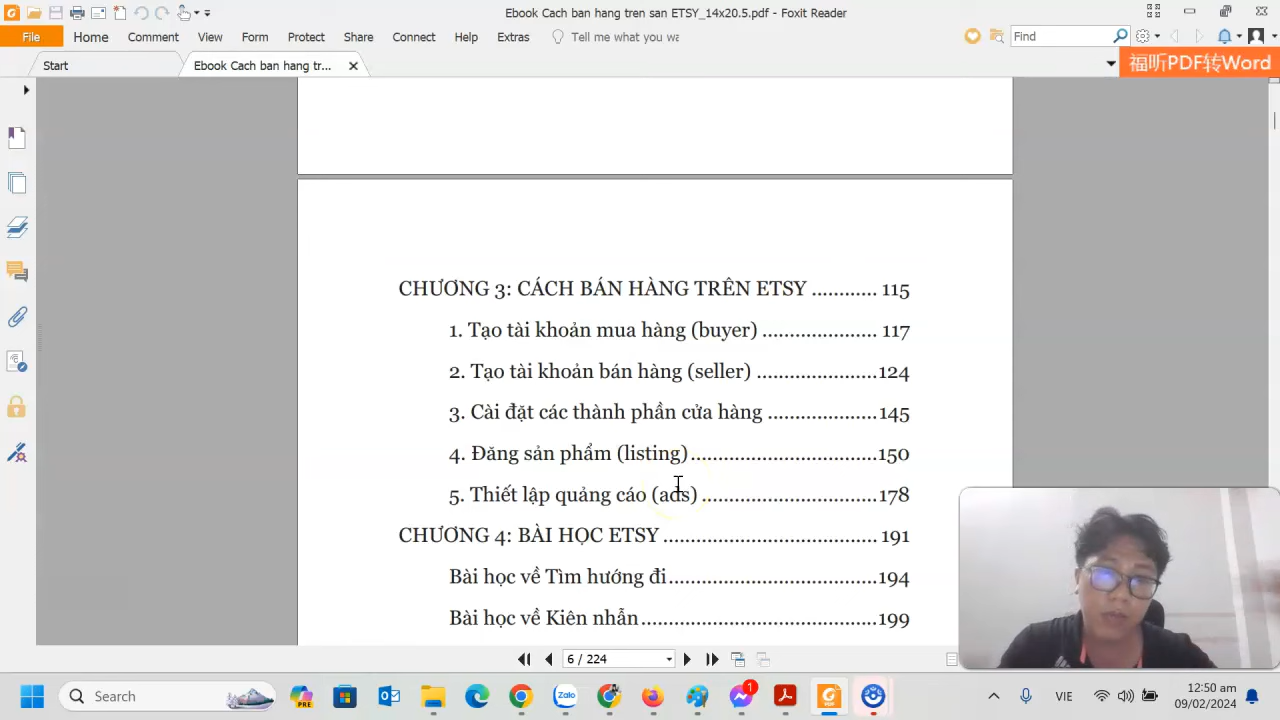 Ebook Cach ban hang tren san ETSY_14x20.5.pdf - Foxit Reader
File Home Comment View Form Protect Share Connect Help Extras Tell me what you wa Find
Start Ebook Cach ban hang tr... 福昕PDF转Word
CHƯƠNG 3: CÁCH BÁN HÀNG TRÊN ETSY ............ 115
1. Tạo tài khoản mua hàng (buyer) ..................... 117
2. Tạo tài khoản bán hàng (seller) ......................124
3. Cài đặt các thành phần cửa hàng ....................145
4. Đăng sản phẩm (listing)..................................150
5. Thiết lập quảng cáo (ads) ................................178
CHƯƠNG 4: BÀI HỌC ETSY ....................................... 191
Bài học về Tìm hướng đi......................................194
Bài học về Kiên nhẫn...........................................199
6 / 224
Search PRE Zalo 1 PDF VIE 12:50 am
09/02/2024